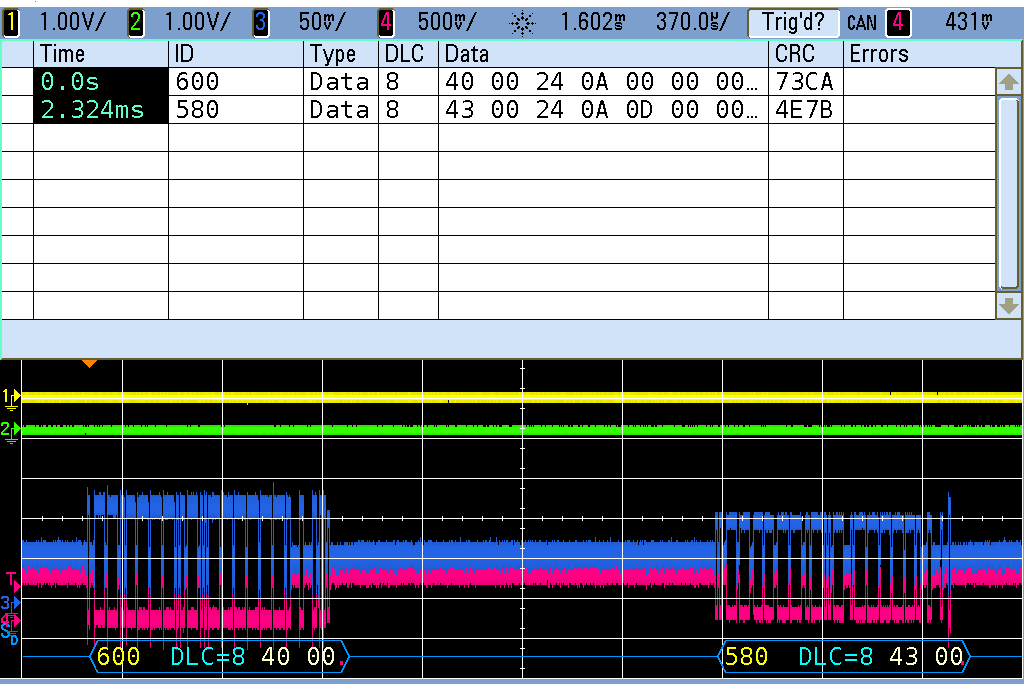 1 1.00V/ 2 1.00V/ 3 50mV/ 4 500mV/ 1.602ms 370.0us/ Trig'd? CAN 4 431mV
Time ID Type DLC Data CRC Errors
0.0s 600 Data 8 40 00 24 0A 00 00 00… 73CA
2.324ms 580 Data 8 43 00 24 0A 0D 00 00… 4E7B
1
2
T
3
4
S
D
600 DLC=8 40 00. 580 DLC=8 43 00